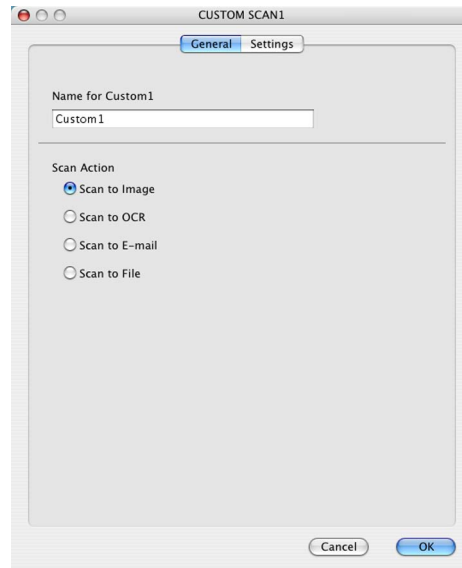 CUSTOM SCAN1
General Settings
Name for Custom1
Custom1
Scan Action
Scan to Image
Scan to OCR
Scan to E-mail
Scan to File
Cancel OK